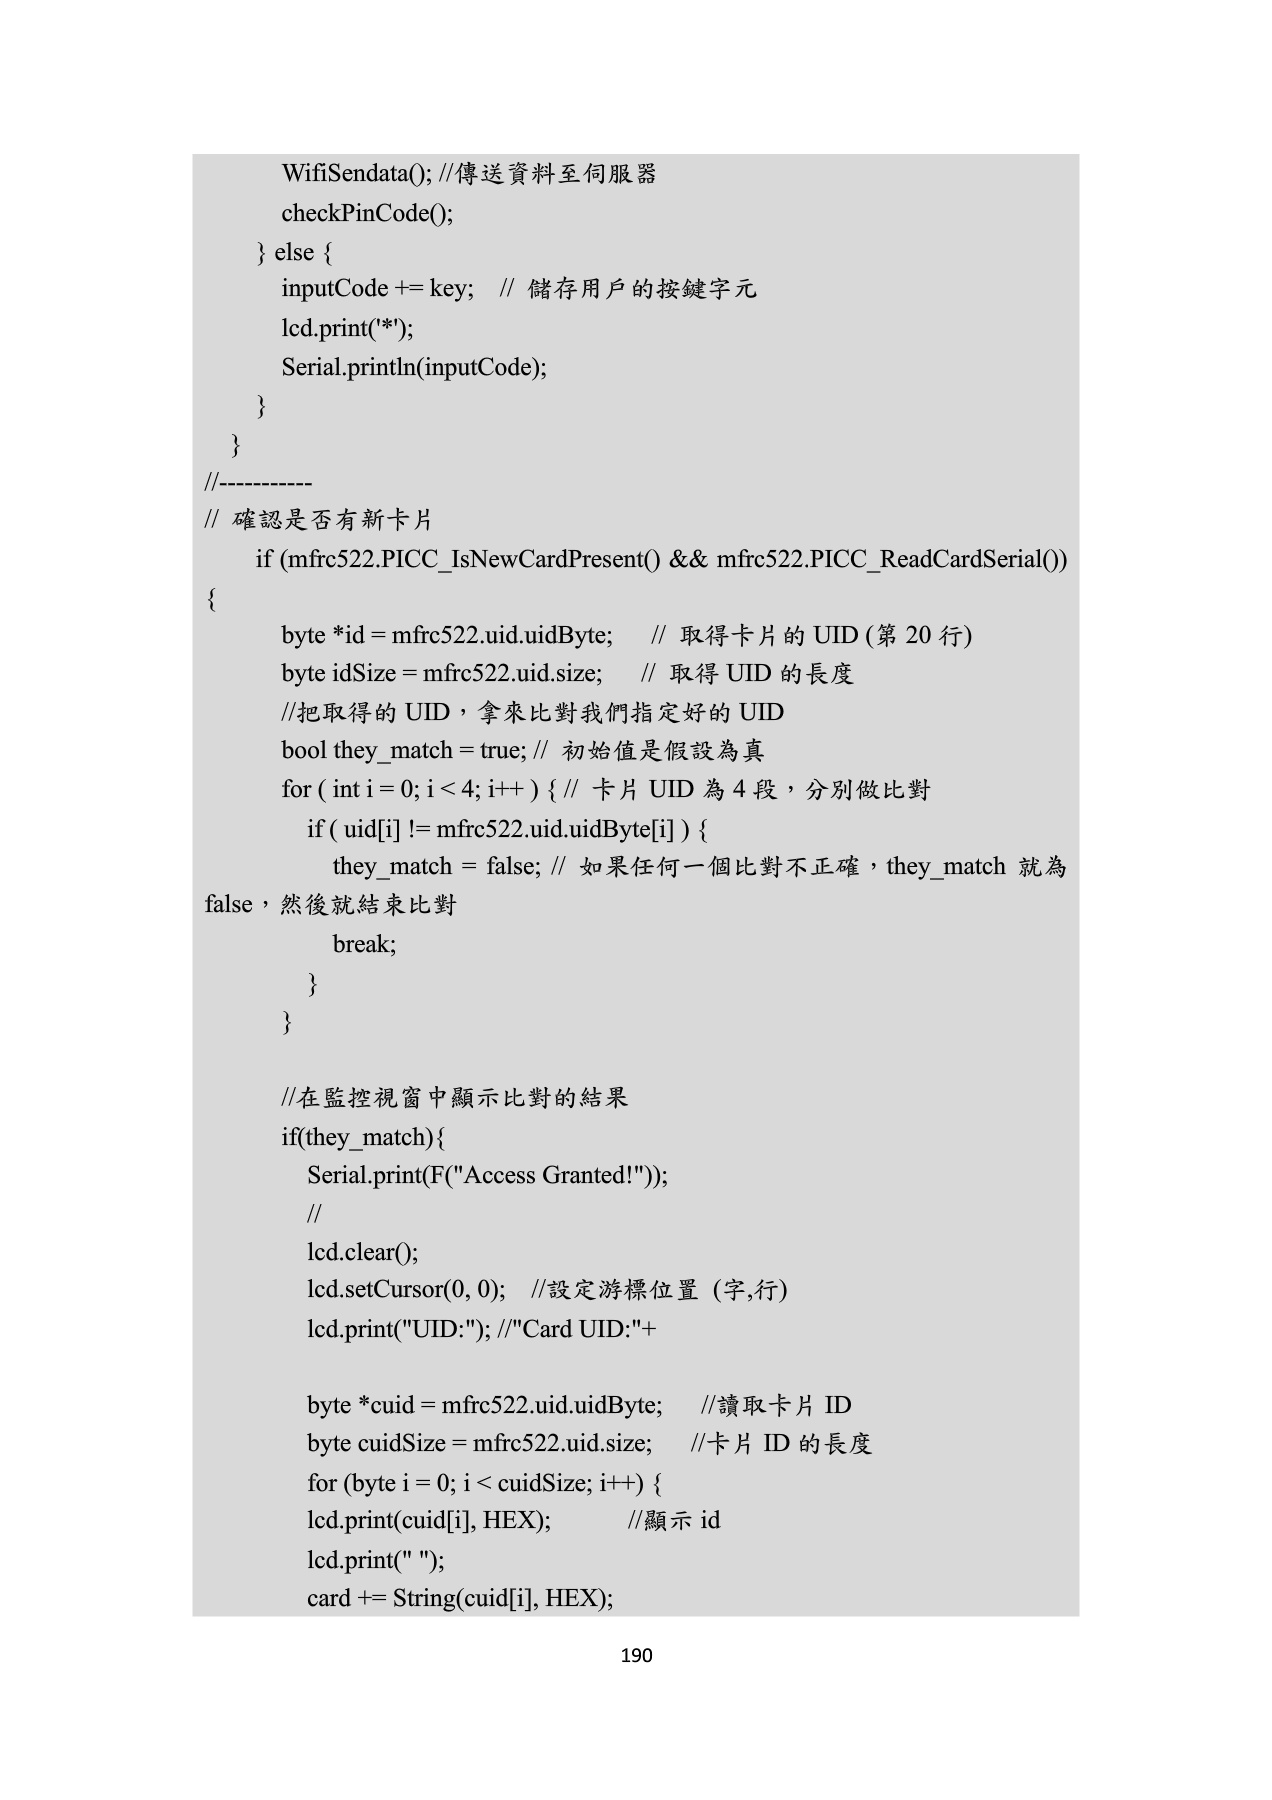 WifiSendata(); //傳送資料至伺服器
checkPinCode();
} else {
inputCode += key; // 儲存用戶的按鍵字元
lcd.print('*');
Serial.println(inputCode);
}
}
//-----------
// 確認是否有新卡片
if (mfrc522.PICC_IsNewCardPresent() && mfrc522.PICC_ReadCardSerial())
{
byte *id = mfrc522.uid.uidByte; // 取得卡片的 UID (第 20 行)
byte idSize = mfrc522.uid.size; // 取得 UID 的長度
//把取得的 UID，拿來比對我們指定好的 UID
bool they_match = true; // 初始值是假設為真
for ( int i = 0; i < 4; i++ ) { // 卡片 UID 為 4 段，分別做比對
if ( uid[i] != mfrc522.uid.uidByte[i] ) {
they_match = false; // 如果任何一個比對不正確，they_match 就為
false，然後就結束比對
break;
}
}
//在監控視窗中顯示比對的結果
if(they_match){
Serial.print(F("Access Granted!"));
//
lcd.clear();
lcd.setCursor(0, 0); //設定游標位置 (字,行)
lcd.print("UID:"); //"Card UID:"+
byte *cuid = mfrc522.uid.uidByte; //讀取卡片 ID
byte cuidSize = mfrc522.uid.size; //卡片 ID 的長度
for (byte i = 0; i < cuidSize; i++) {
lcd.print(cuid[i], HEX); //顯示 id
lcd.print(" ");
card += String(cuid[i], HEX);
190